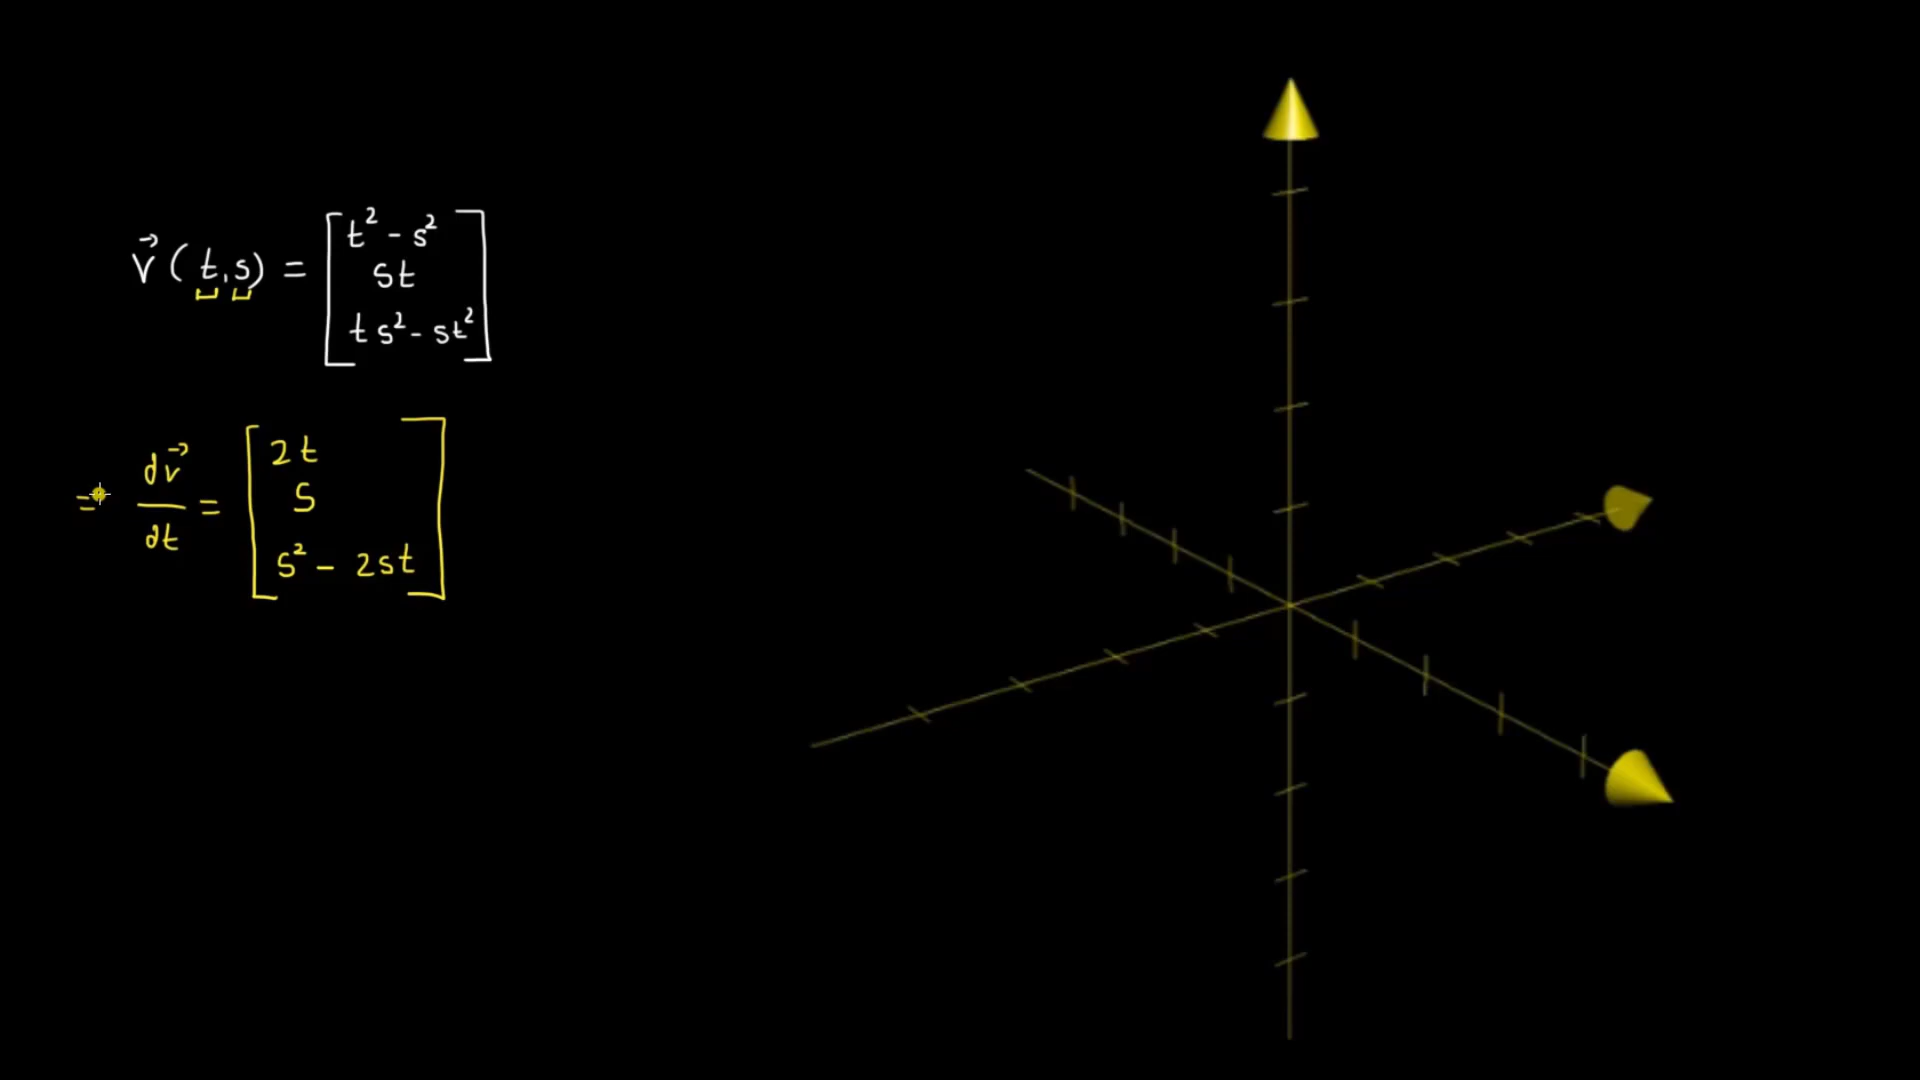 v⃗(t,s) = [t² - s²
st
ts² - st²]
= dv⃗/∂t = [2t
s
s² - 2st]